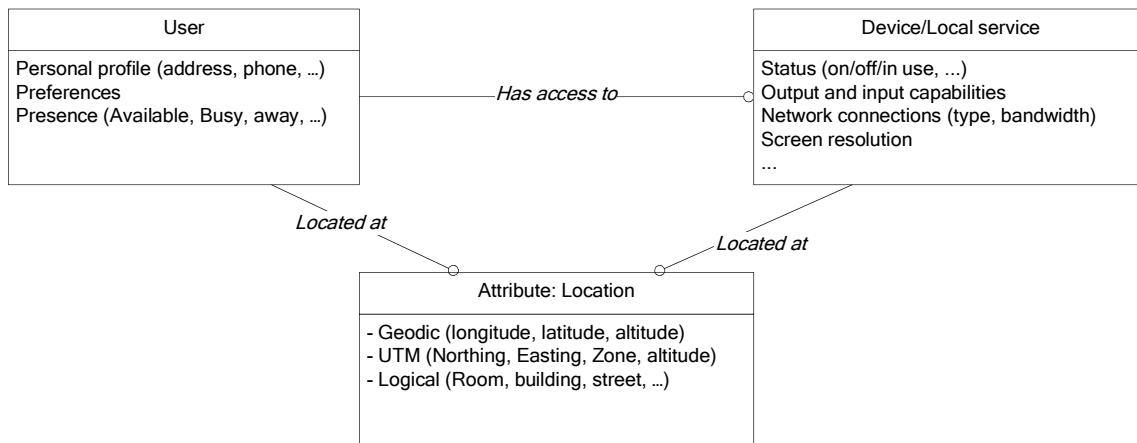 User
Personal profile (address, phone, ...)
Preferences
Presence (Available, Busy, away, ...)
Has access to
Device/Local service
Status (on/off/in use, ...)
Output and input capabilities
Network connections (type, bandwidth)
Screen resolution
...
Located at
Located at
Attribute: Location
- Geodic (longitude, latitude, altitude)
- UTM (Northing, Easting, Zone, altitude)
- Logical (Room, building, street, ...)